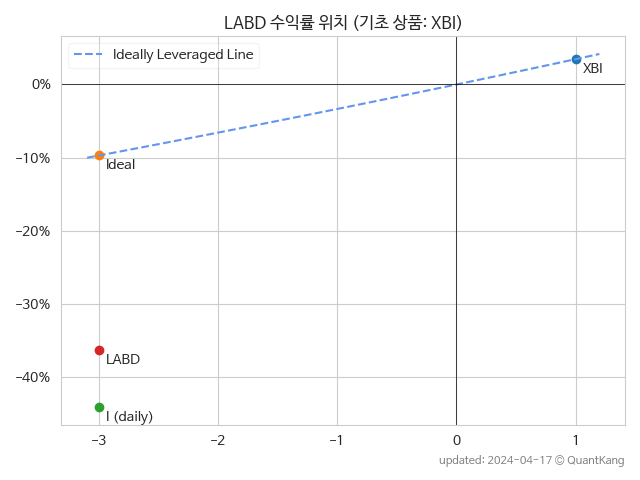 LABD 수익률 위치 (기초 상품: XBI)
Ideally Leveraged Line
XBI
0%
−10%
Ideal
−20%
−30%
LABD
−40%
I (daily)
−3 −2 −1 0 1
updated: 2024-04-17 © QuantKang